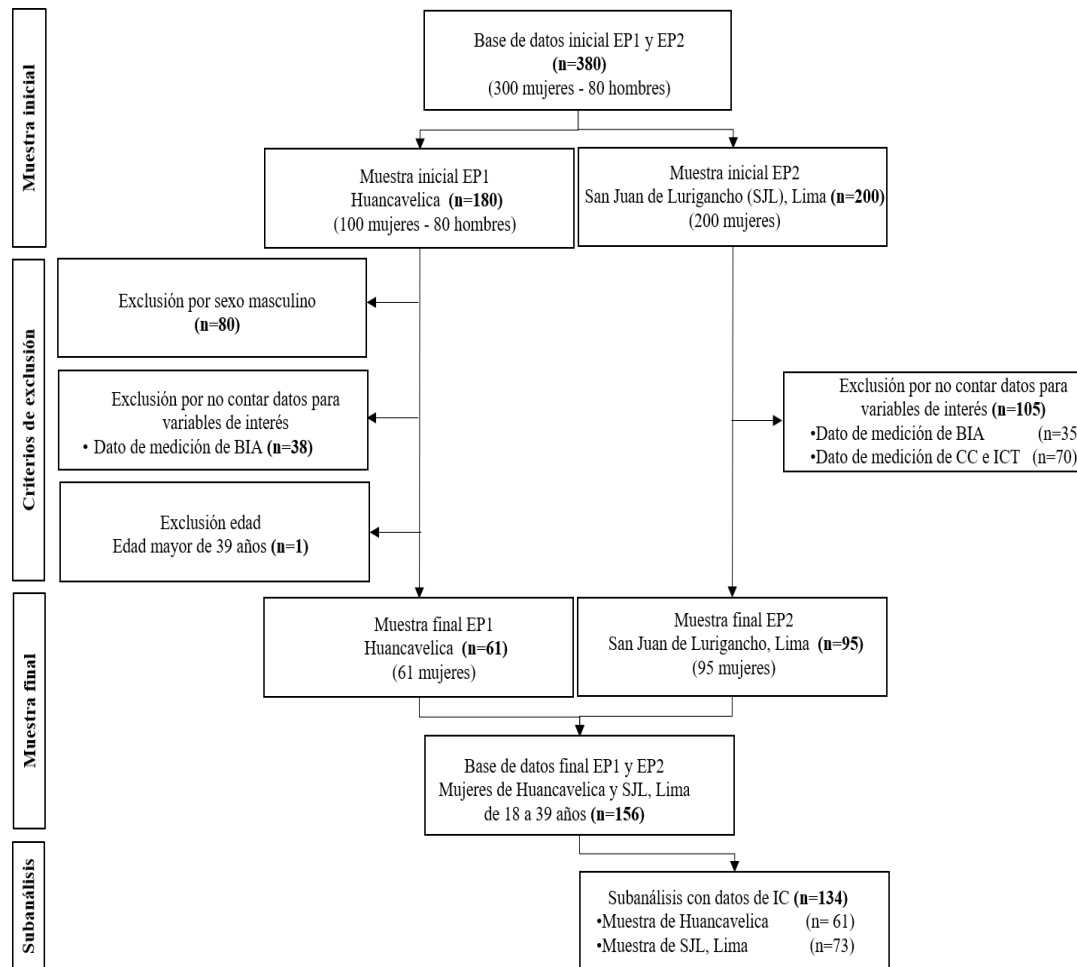 Muestra inicial
Base de datos inicial EP1 y EP2
(n=380)
(300 mujeres - 80 hombres)
Muestra inicial EP1
Huancavelica (n=180)
(100 mujeres - 80 hombres)
Muestra inicial EP2
San Juan de Lurigancho (SJL), Lima (n=200)
(200 mujeres)
Criterios de exclusión
Exclusión por sexo masculino
(n=80)
Exclusión por no contar datos para
variables de interés
• Dato de medición de BIA (n=38)
Exclusión edad
Edad mayor de 39 años (n=1)
Exclusión por no contar datos para
variables de interés (n=105)
•Dato de medición de BIA (n=35
•Dato de medición de CC e ICT (n=70)
Muestra final
Muestra final EP1
Huancavelica (n=61)
(61 mujeres)
Muestra final EP2
San Juan de Lurigancho, Lima (n=95)
(95 mujeres)
Base de datos final EP1 y EP2
Mujeres de Huancavelica y SJL, Lima
de 18 a 39 años (n=156)
Subanálisis
Subanálisis con datos de IC (n=134)
•Muestra de Huancavelica (n= 61)
•Muestra de SJL, Lima (n=73)